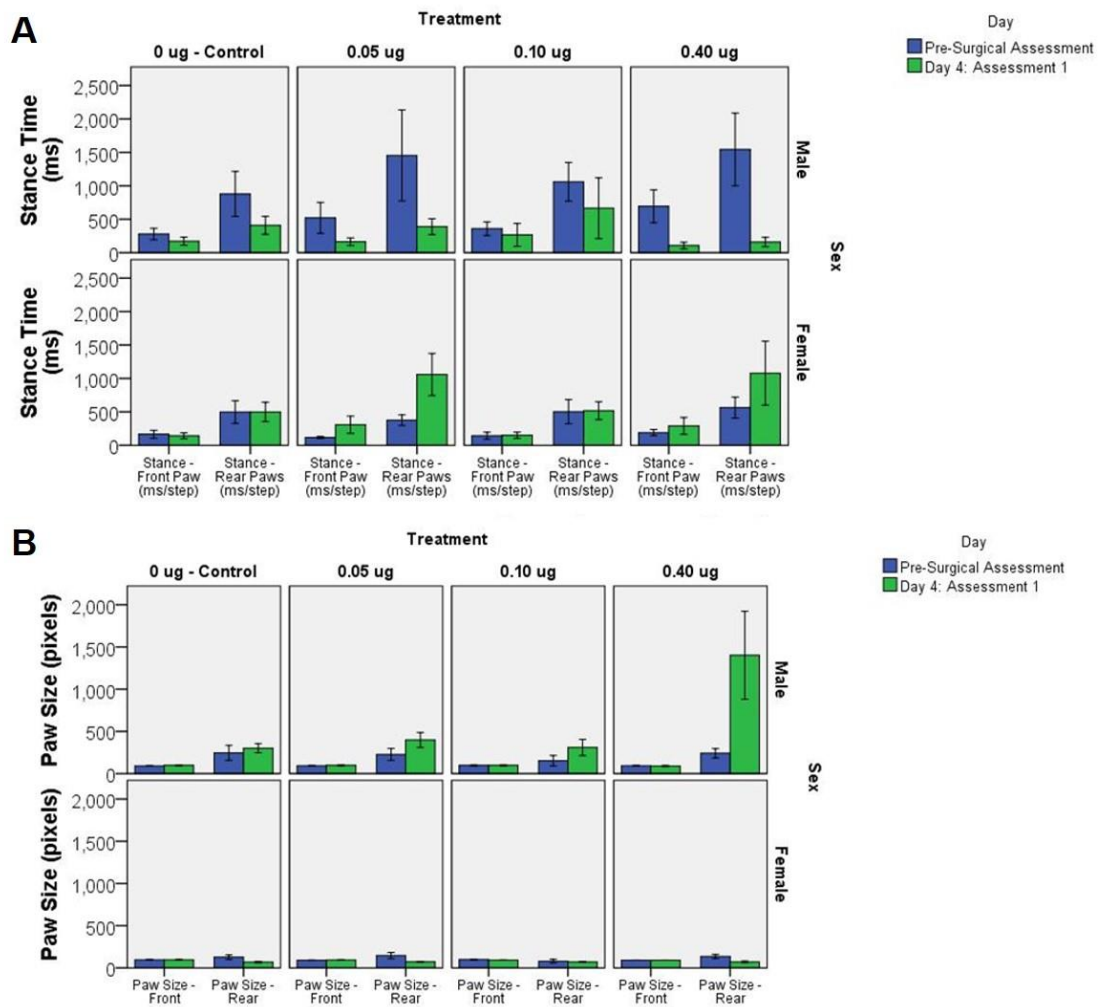 A
Treatment
Day
0 ug - Control
0.05 ug
0.10 ug
0.40 ug
Pre-Surgical Assessment
Day 4: Assessment 1
Stance Time
(ms)
2,500
2,000
1,500
1,000
500
0
Male
Sex
Stance Time
(ms)
2,500
2,000
1,500
1,000
500
0
Female
Stance -
Front Paw
(ms/step)
Stance -
Rear Paws
(ms/step)
Stance -
Front Paw
(ms/step)
Stance -
Rear Paws
(ms/step)
Stance -
Front Paw
(ms/step)
Stance -
Rear Paws
(ms/step)
Stance -
Front Paw
(ms/step)
Stance -
Rear Paws
(ms/step)
B
Treatment
Day
0 ug - Control
0.05 ug
0.10 ug
0.40 ug
Pre-Surgical Assessment
Day 4: Assessment 1
Paw Size (pixels)
2,000
1,500
1,000
500
0
Male
Sex
Paw Size (pixels)
2,000
1,500
1,000
500
0
Female
Paw Size -
Front
Paw Size -
Rear
Paw Size -
Front
Paw Size -
Rear
Paw Size -
Front
Paw Size -
Rear
Paw Size -
Front
Paw Size -
Rear